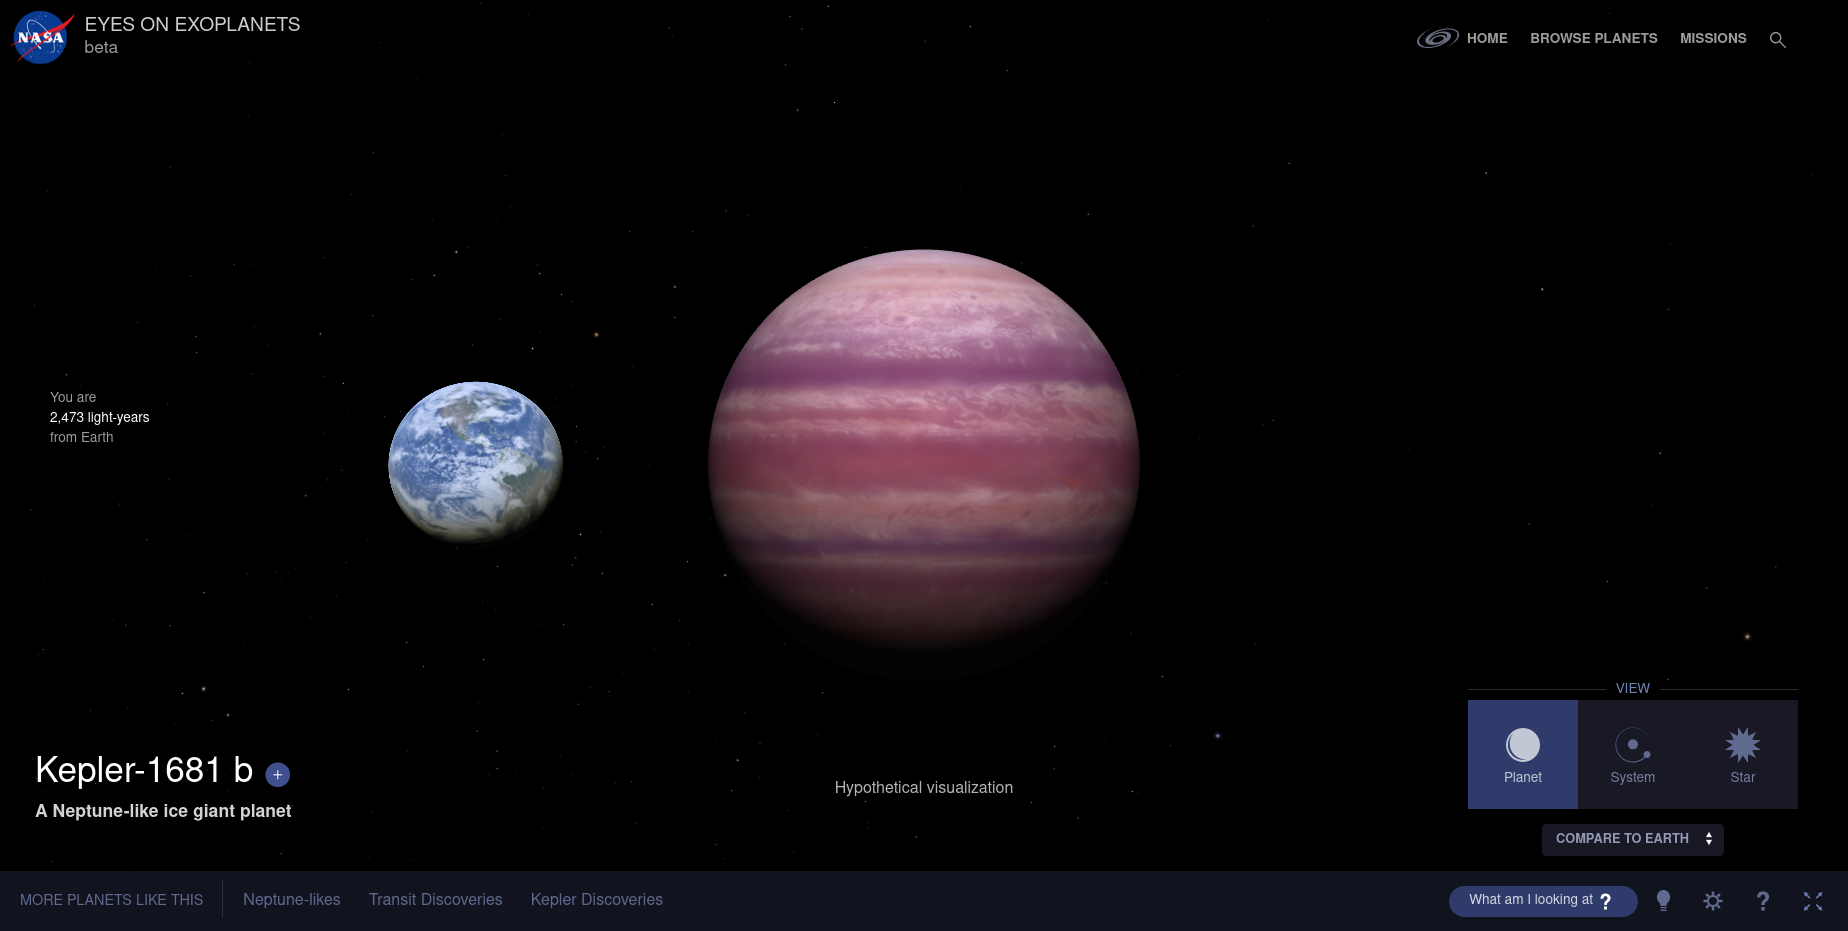 NASA
EYES ON EXOPLANETS
beta
HOME
BROWSE PLANETS
MISSIONS
You are
2,473 light-years
from Earth
Kepler-1681 b +
A Neptune-like ice giant planet
Hypothetical visualization
VIEW
Planet
System
Star
COMPARE TO EARTH
MORE PLANETS LIKE THIS
Neptune-likes
Transit Discoveries
Kepler Discoveries
What am I looking at ?
?